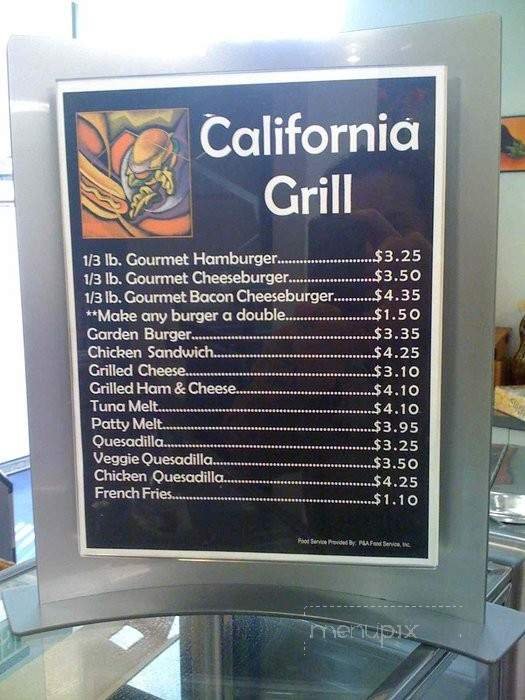 California
Grill
1/3 lb. Gourmet Hamburger.......................$3.25
1/3 lb. Gourmet Cheeseburger....................$3.50
1/3 lb. Gourmet Bacon Cheeseburger..........$4.35
**Make any burger a double.....................$1.50
Garden Burger...........................................$3.35
Chicken Sandwich......................................$4.25
Grilled Cheese............................................$3.10
Grilled Ham & Cheese.................................$4.10
Tuna Melt..................................................$4.10
Patty Melt..................................................$3.95
Quesadilla..................................................$3.25
Veggie Quesadilla.......................................$3.50
Chicken Quesadilla.....................................$4.25
French Fries................................................$1.10
Food Service Provided By: P&A Food Service, Inc.
menupix